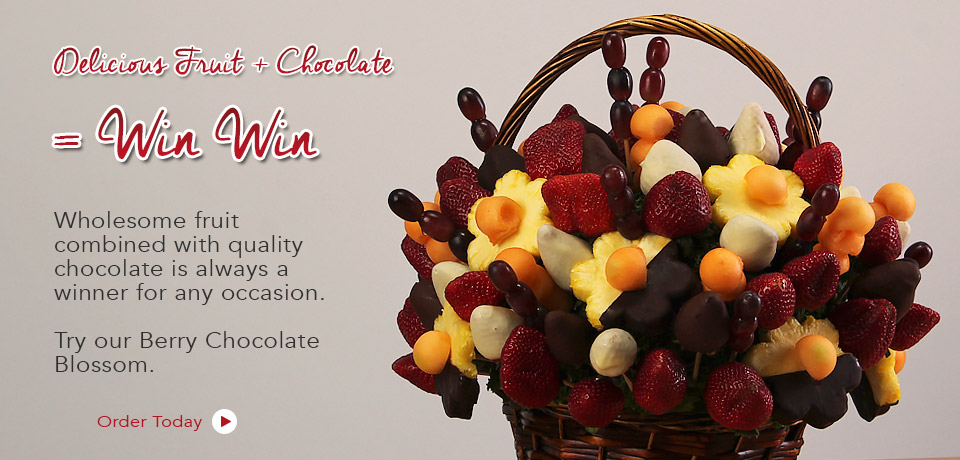 Delicious Fruit + Chocolate
= Win Win
Wholesome fruit
combined with quality
chocolate is always a
winner for any occasion.
Try our Berry Chocolate
Blossom.
Order Today